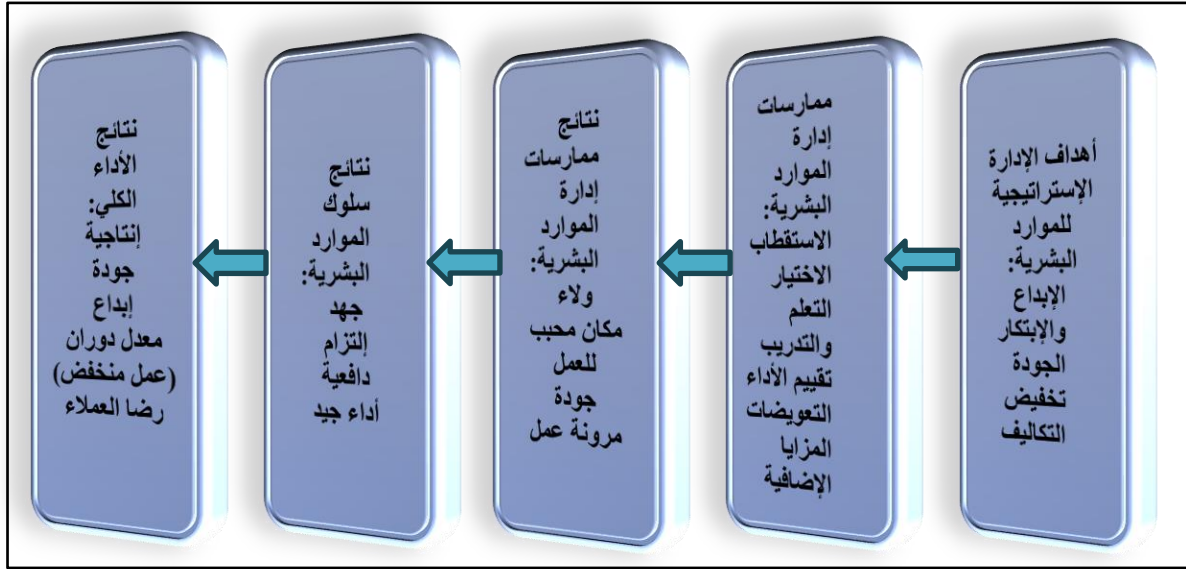 أهداف الإدارة
الإستراتيجية
للموارد
البشرية:
الإبداع
والإبتكار
الجودة
تخفيض
التكاليف
ممارسات
إدارة
الموارد
البشرية:
الاستقطاب
الاختيار
التعلم
والتدريب
تقييم الأداء
التعويضات
المزايا
الإضافية
نتائج
ممارسات
إدارة
الموارد
البشرية:
ولاء
مكان محبب
للعمل
جودة
مرونة عمل
نتائج
سلوك
الموارد
البشرية:
جهد
إلتزام
دافعية
أداء جيد
نتائج
الأداء
الكلي:
إنتاجية
جودة
إبداع
معدل دوران
(عمل منخفض)
رضا العملاء